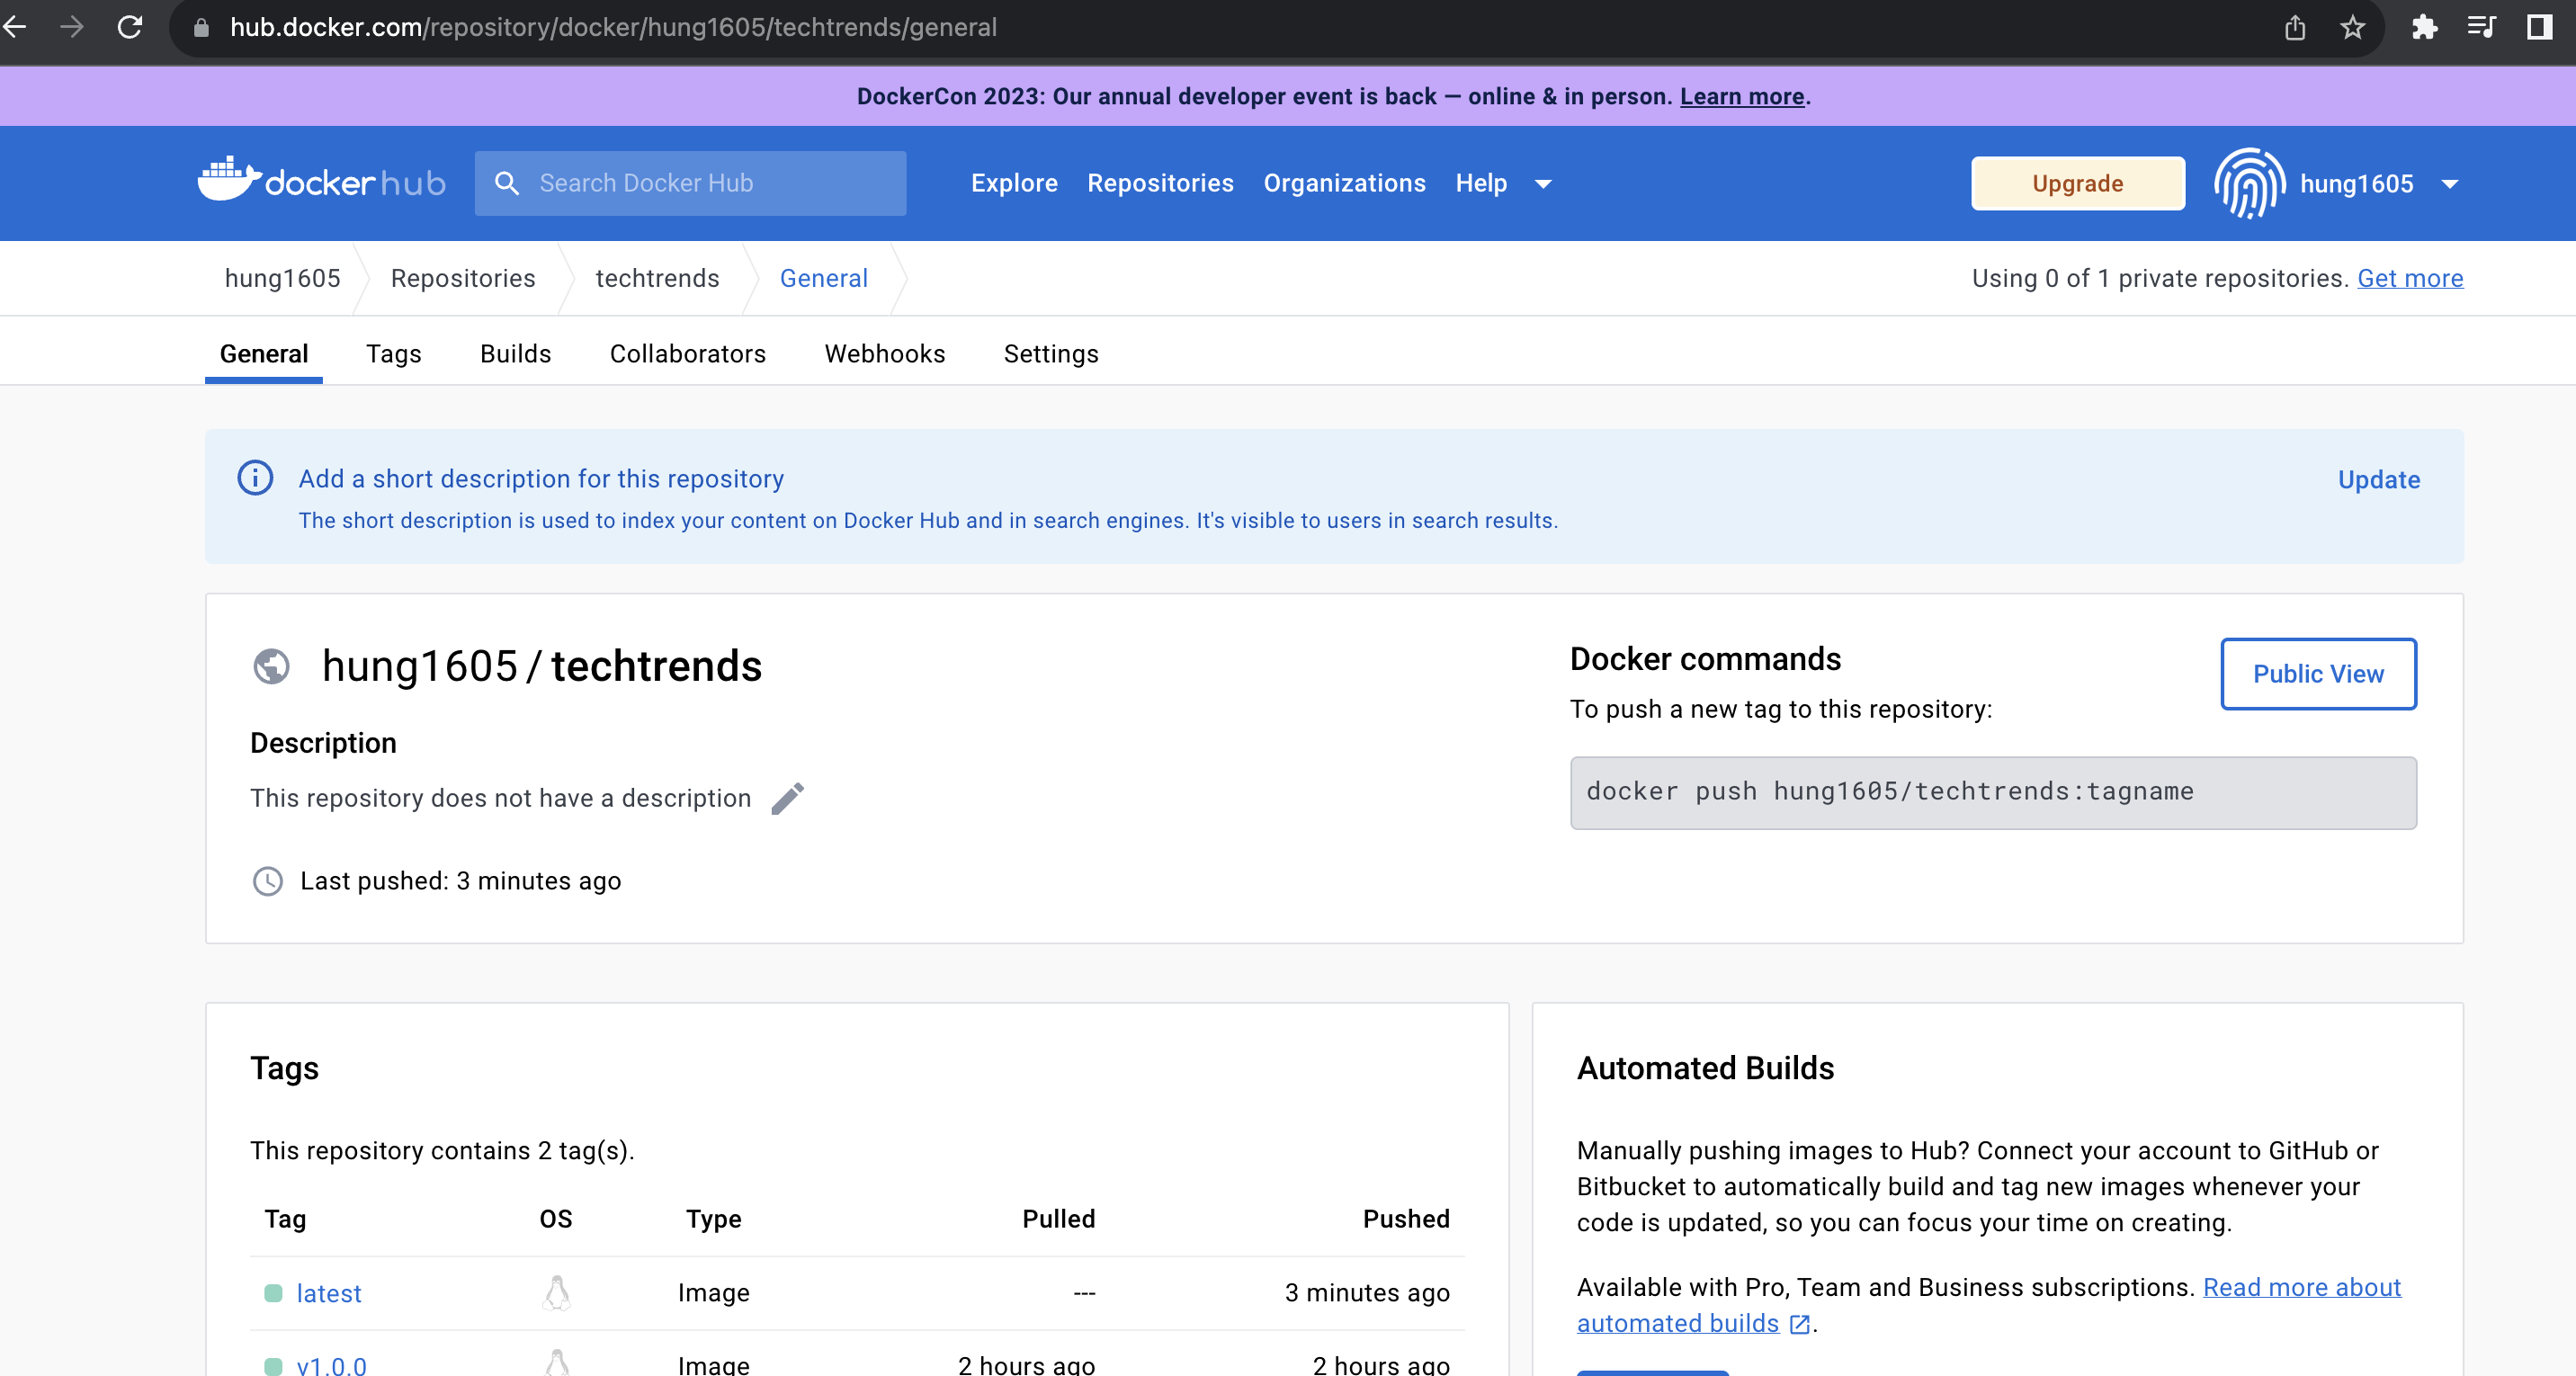 hub.docker.com/repository/docker/hung1605/techtrends/general
DockerCon 2023: Our annual developer event is back — online & in person. Learn more.
dockerhub
Search Docker Hub
Explore
Repositories
Organizations
Help
Upgrade
hung1605
hung1605
Repositories
techtrends
General
Using 0 of 1 private repositories. Get more
General
Tags
Builds
Collaborators
Webhooks
Settings
Add a short description for this repository
Update
The short description is used to index your content on Docker Hub and in search engines. It's visible to users in search results.
hung1605 / techtrends
Description
This repository does not have a description
Last pushed: 3 minutes ago
Docker commands
Public View
To push a new tag to this repository:
docker push hung1605/techtrends:tagname
Tags
This repository contains 2 tag(s).
Tag OS Type Pulled Pushed
latest Image --- 3 minutes ago
v1.0.0 Image 2 hours ago 2 hours ago
Automated Builds
Manually pushing images to Hub? Connect your account to GitHub or
Bitbucket to automatically build and tag new images whenever your
code is updated, so you can focus your time on creating.
Available with Pro, Team and Business subscriptions. Read more about
automated builds .